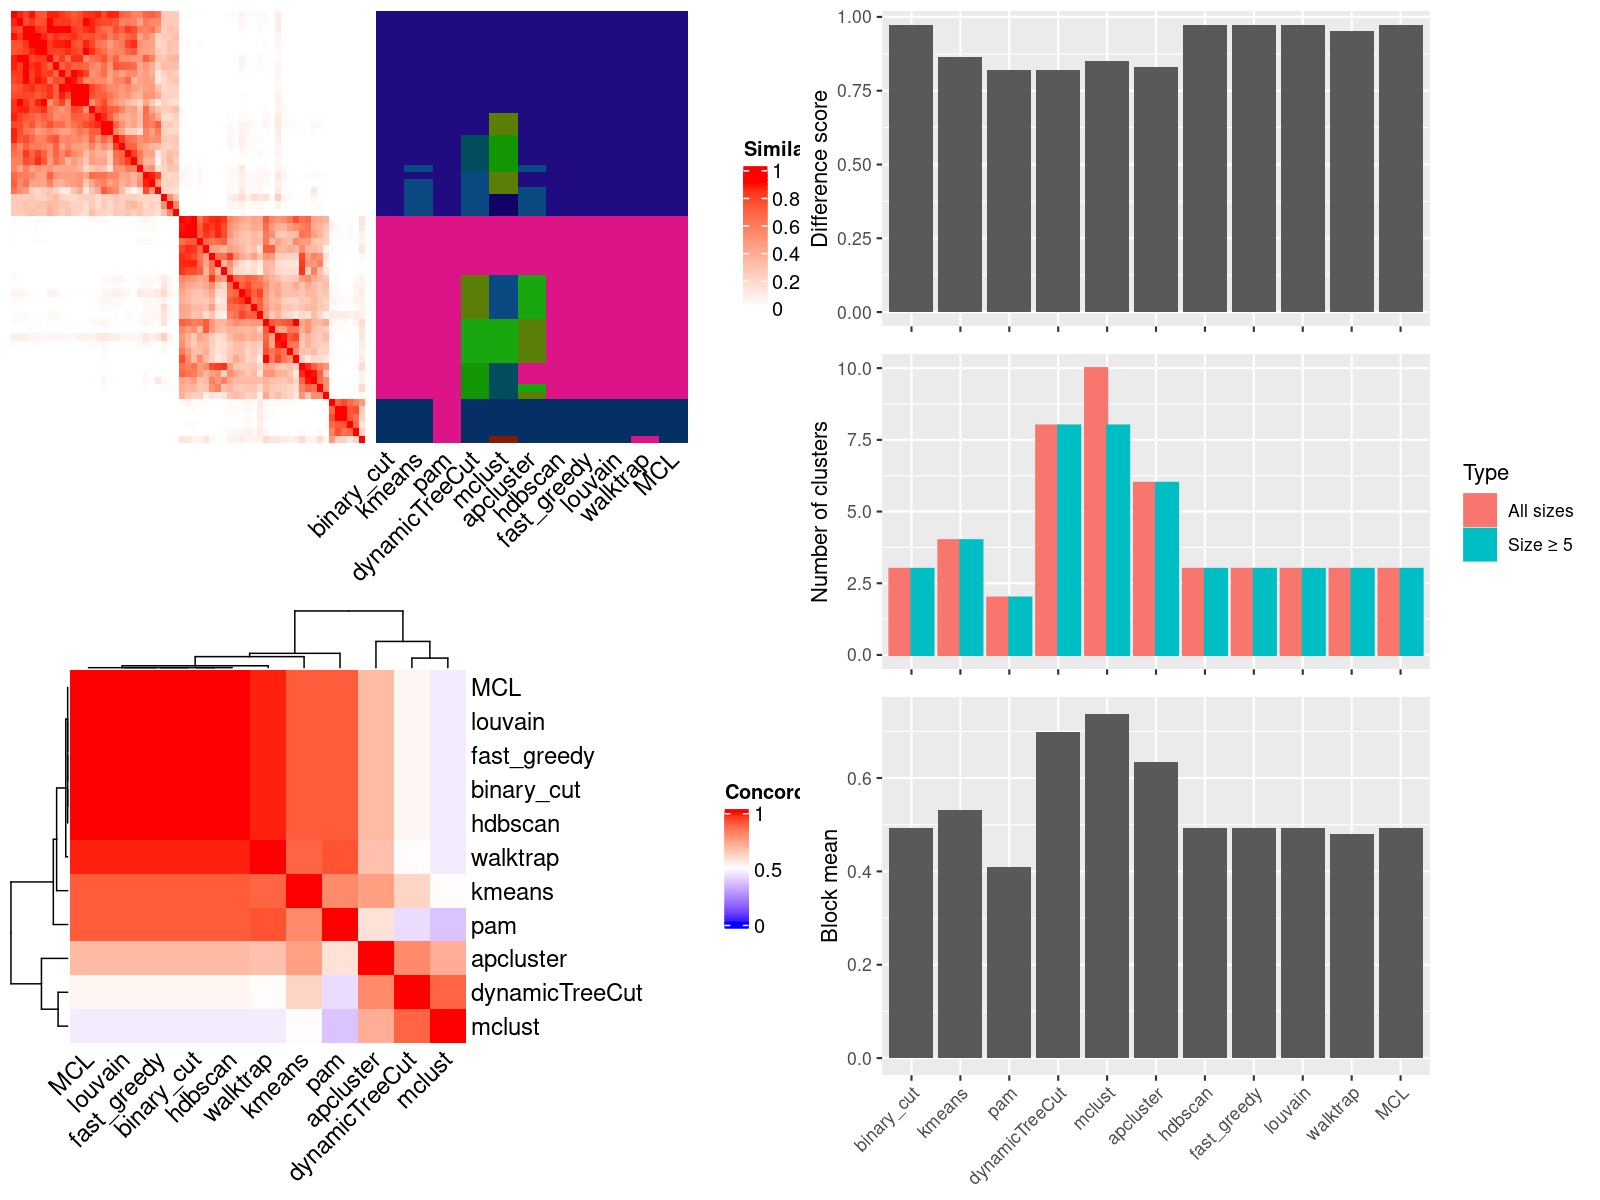 Simila
1
0.8
0.6
0.4
0.2
0
binary_cut
kmeans
pam
dynamicTreeCut
mclust
apcluster
hdbscan
fast_greedy
louvain
walktrap
MCL
MCL
louvain
fast_greedy
binary_cut
hdbscan
walktrap
kmeans
pam
apcluster
dynamicTreeCut
mclust
MCL
louvain
fast_greedy
binary_cut
hdbscan
walktrap
kmeans
pam
apcluster
dynamicTreeCut
mclust
Concord
1
0.5
0
Difference score
1.00
0.75
0.50
0.25
0.00
Number of clusters
10.0
7.5
5.0
2.5
0.0
Type
All sizes
Size ≥ 5
Block mean
0.6
0.4
0.2
0.0
binary_cut
kmeans
pam
dynamicTreeCut
mclust
apcluster
hdbscan
fast_greedy
louvain
walktrap
MCL